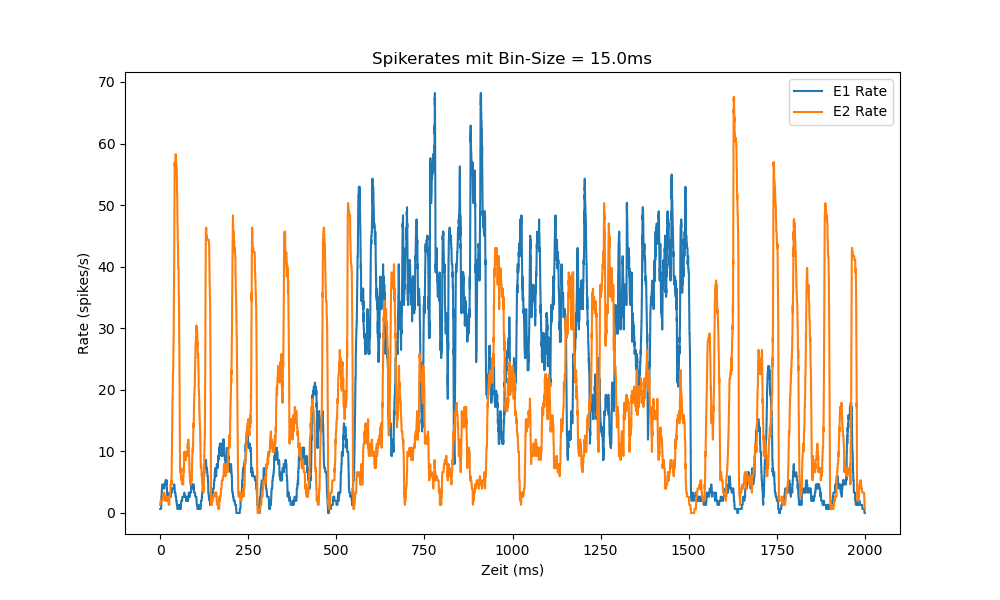 Spikerates mit Bin-Size = 15.0ms
E1 Rate
E2 Rate
70
60
50
40
30
20
10
0
Rate (spikes/s)
0 250 500 750 1000 1250 1500 1750 2000
Zeit (ms)